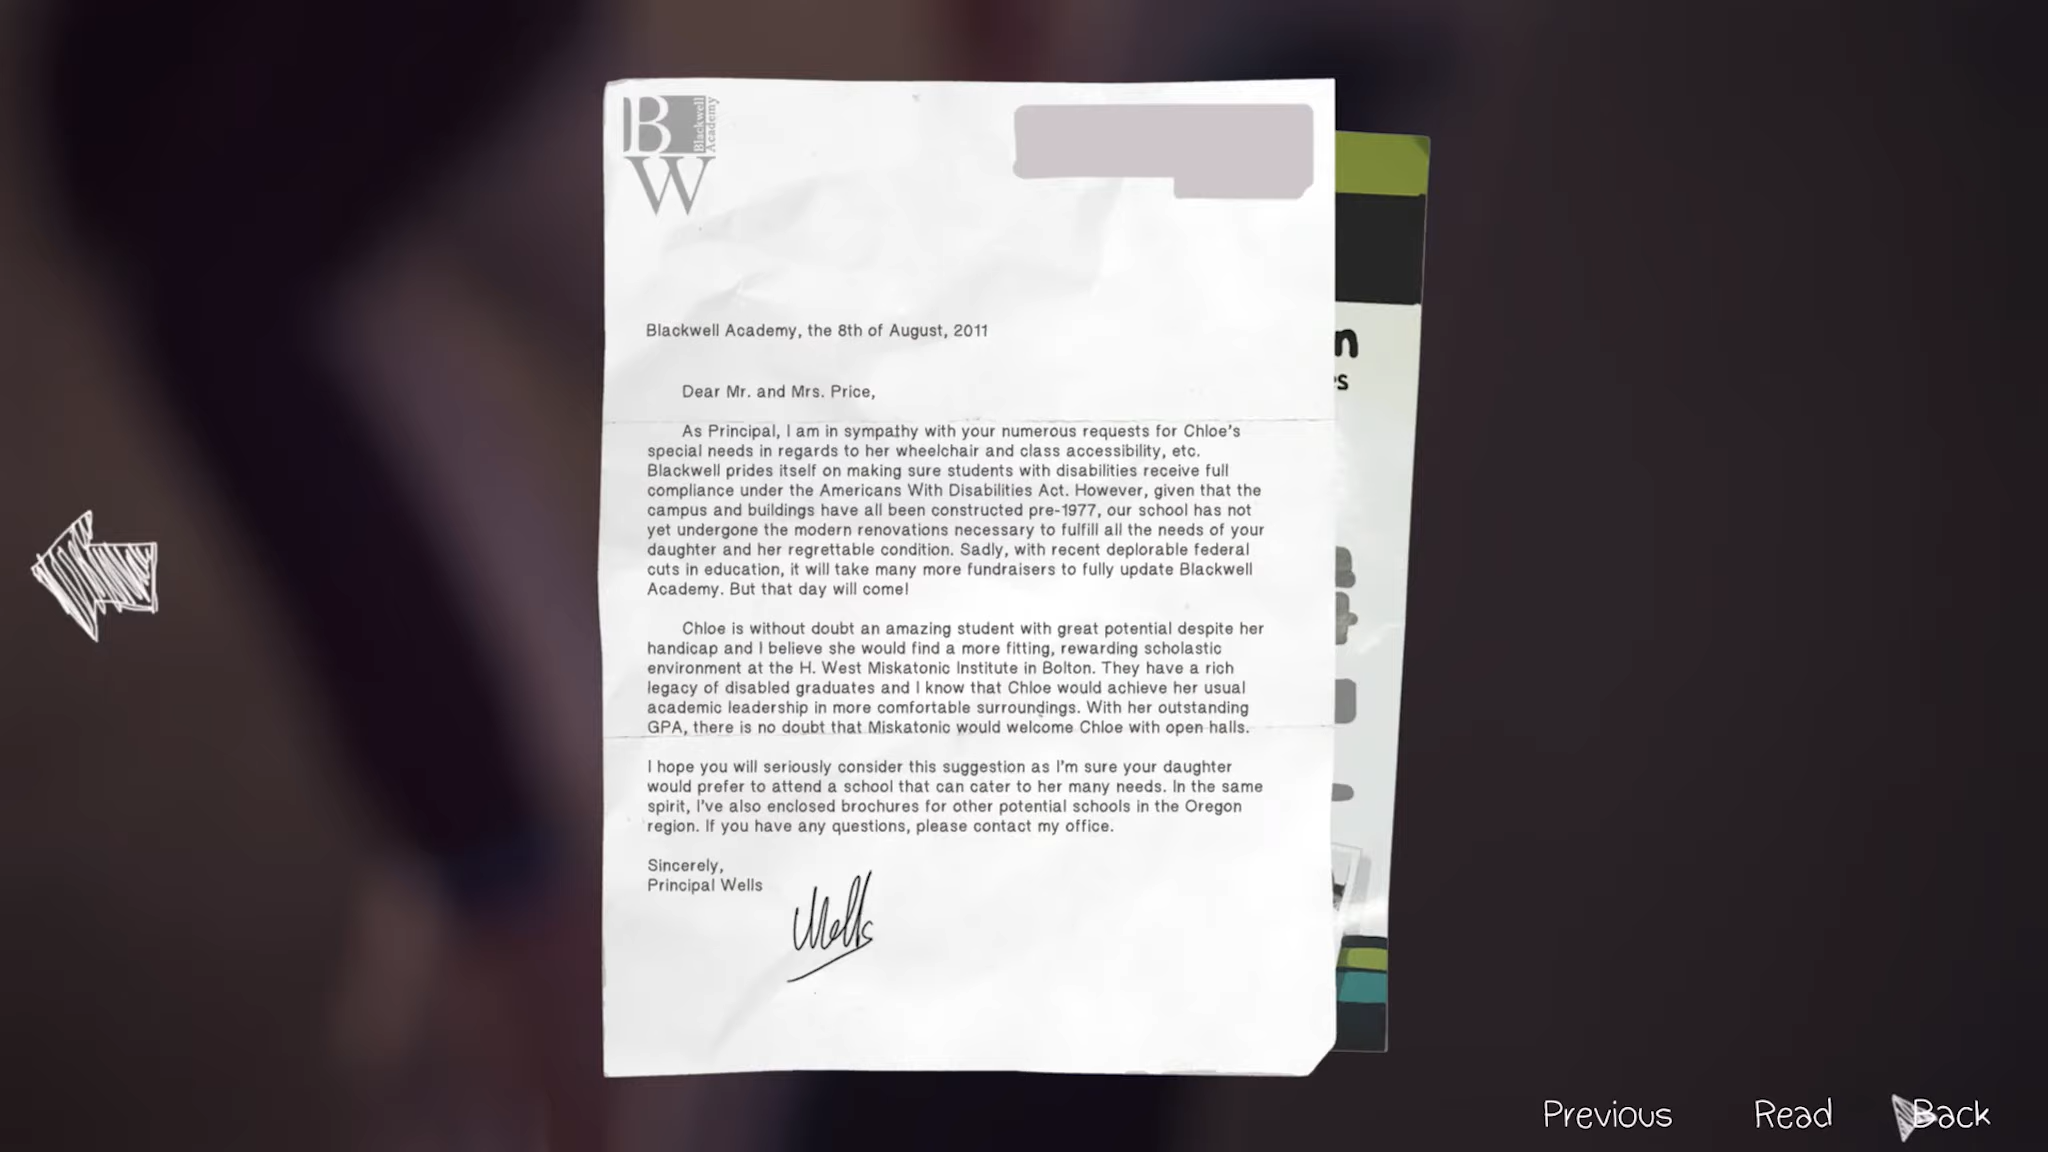 B
Blackwell
Academy
W
Blackwell Academy, the 8th of August, 2011
Dear Mr. and Mrs. Price,
As Principal, I am in sympathy with your numerous requests for Chloe's
special needs in regards to her wheelchair and class accessibility, etc.
Blackwell prides itself on making sure students with disabilities receive full
compliance under the Americans With Disabilities Act. However, given that the
campus and buildings have all been constructed pre-1977, our school has not
yet undergone the modern renovations necessary to fulfill all the needs of your
daughter and her regrettable condition. Sadly, with recent deplorable federal
cuts in education, it will take many more fundraisers to fully update Blackwell
Academy. But that day will come!
Chloe is without doubt an amazing student with great potential despite her
handicap and I believe she would find a more fitting, rewarding scholastic
environment at the H. West Miskatonic Institute in Bolton. They have a rich
legacy of disabled graduates and I know that Chloe would achieve her usual
academic leadership in more comfortable surroundings. With her outstanding
GPA, there is no doubt that Miskatonic would welcome Chloe with open halls.
I hope you will seriously consider this suggestion as I'm sure your daughter
would prefer to attend a school that can cater to her many needs. In the same
spirit, I've also enclosed brochures for other potential schools in the Oregon
region. If you have any questions, please contact my office.
Sincerely,
Principal Wells
Wells
Previous Read Back